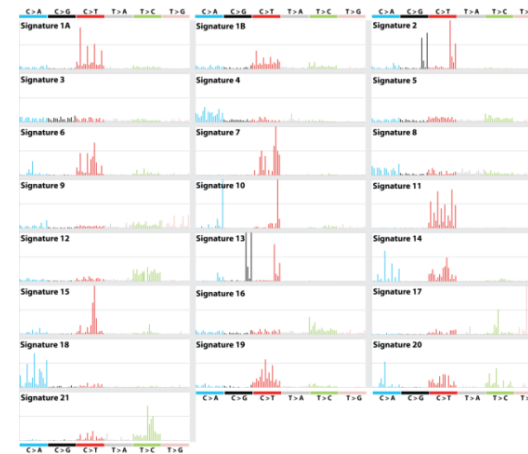 C>A C>G C>T T>A T>C T>G C>A C>G C>T T>A T>C T>G C>A C>G C>T T>A T>C
Signature 1A Signature 1B Signature 2
Signature 3 Signature 4 Signature 5
Signature 6 Signature 7 Signature 8
Signature 9 Signature 10 Signature 11
Signature 12 Signature 13 Signature 14
Signature 15 Signature 16 Signature 17
Signature 18 Signature 19 Signature 20
C>A C>G C>T T>A T>C T>G C>A C>G C>T T>A T>C
Signature 21
C>A C>G C>T T>A T>C T>G